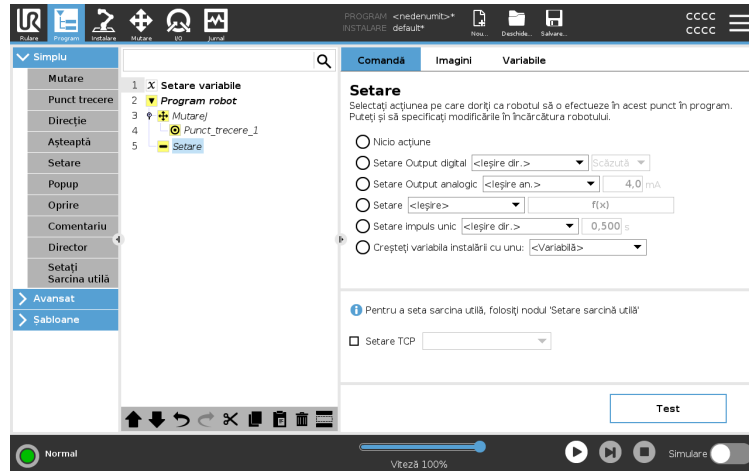 UR
Rulare Program Instalare Mutare I/O Jurnal
PROGRAM <nedenumit>*
INSTALARE default*
Nou... Deschide... Salvare...
cccc
cccc
Simplu
Mutare
Punct trecere
Direcție
Așteaptă
Setare
Popup
Oprire
Comentariu
Director
Setați
Sarcina utilă
Avansat
Șabloane
1 X Setare variabile
2 Program robot
3 MutareJ
4 Punct_trecere_1
5 Setare
Comandă Imagini Variabile
Setare
Selectați acțiunea pe care doriți ca robotul să o efectueze în acest punct în program.
Puteți și să specificați modificările în încărcătura robotului.
Nicio acțiune
Setare Output digital <Ieșire dir.> Scăzută
Setare Output analogic <Ieșire an.> 4,0 mA
Setare <Ieșire> f(x)
Setare impuls unic <Ieșire dir.> 0,500 s
Creșteți variabila instalării cu unu: <Variabilă>
Pentru a seta sarcina utilă, folosiți nodul 'Setare sarcină utilă'
Setare TCP
Test
Normal
Viteză 100%
Simulare